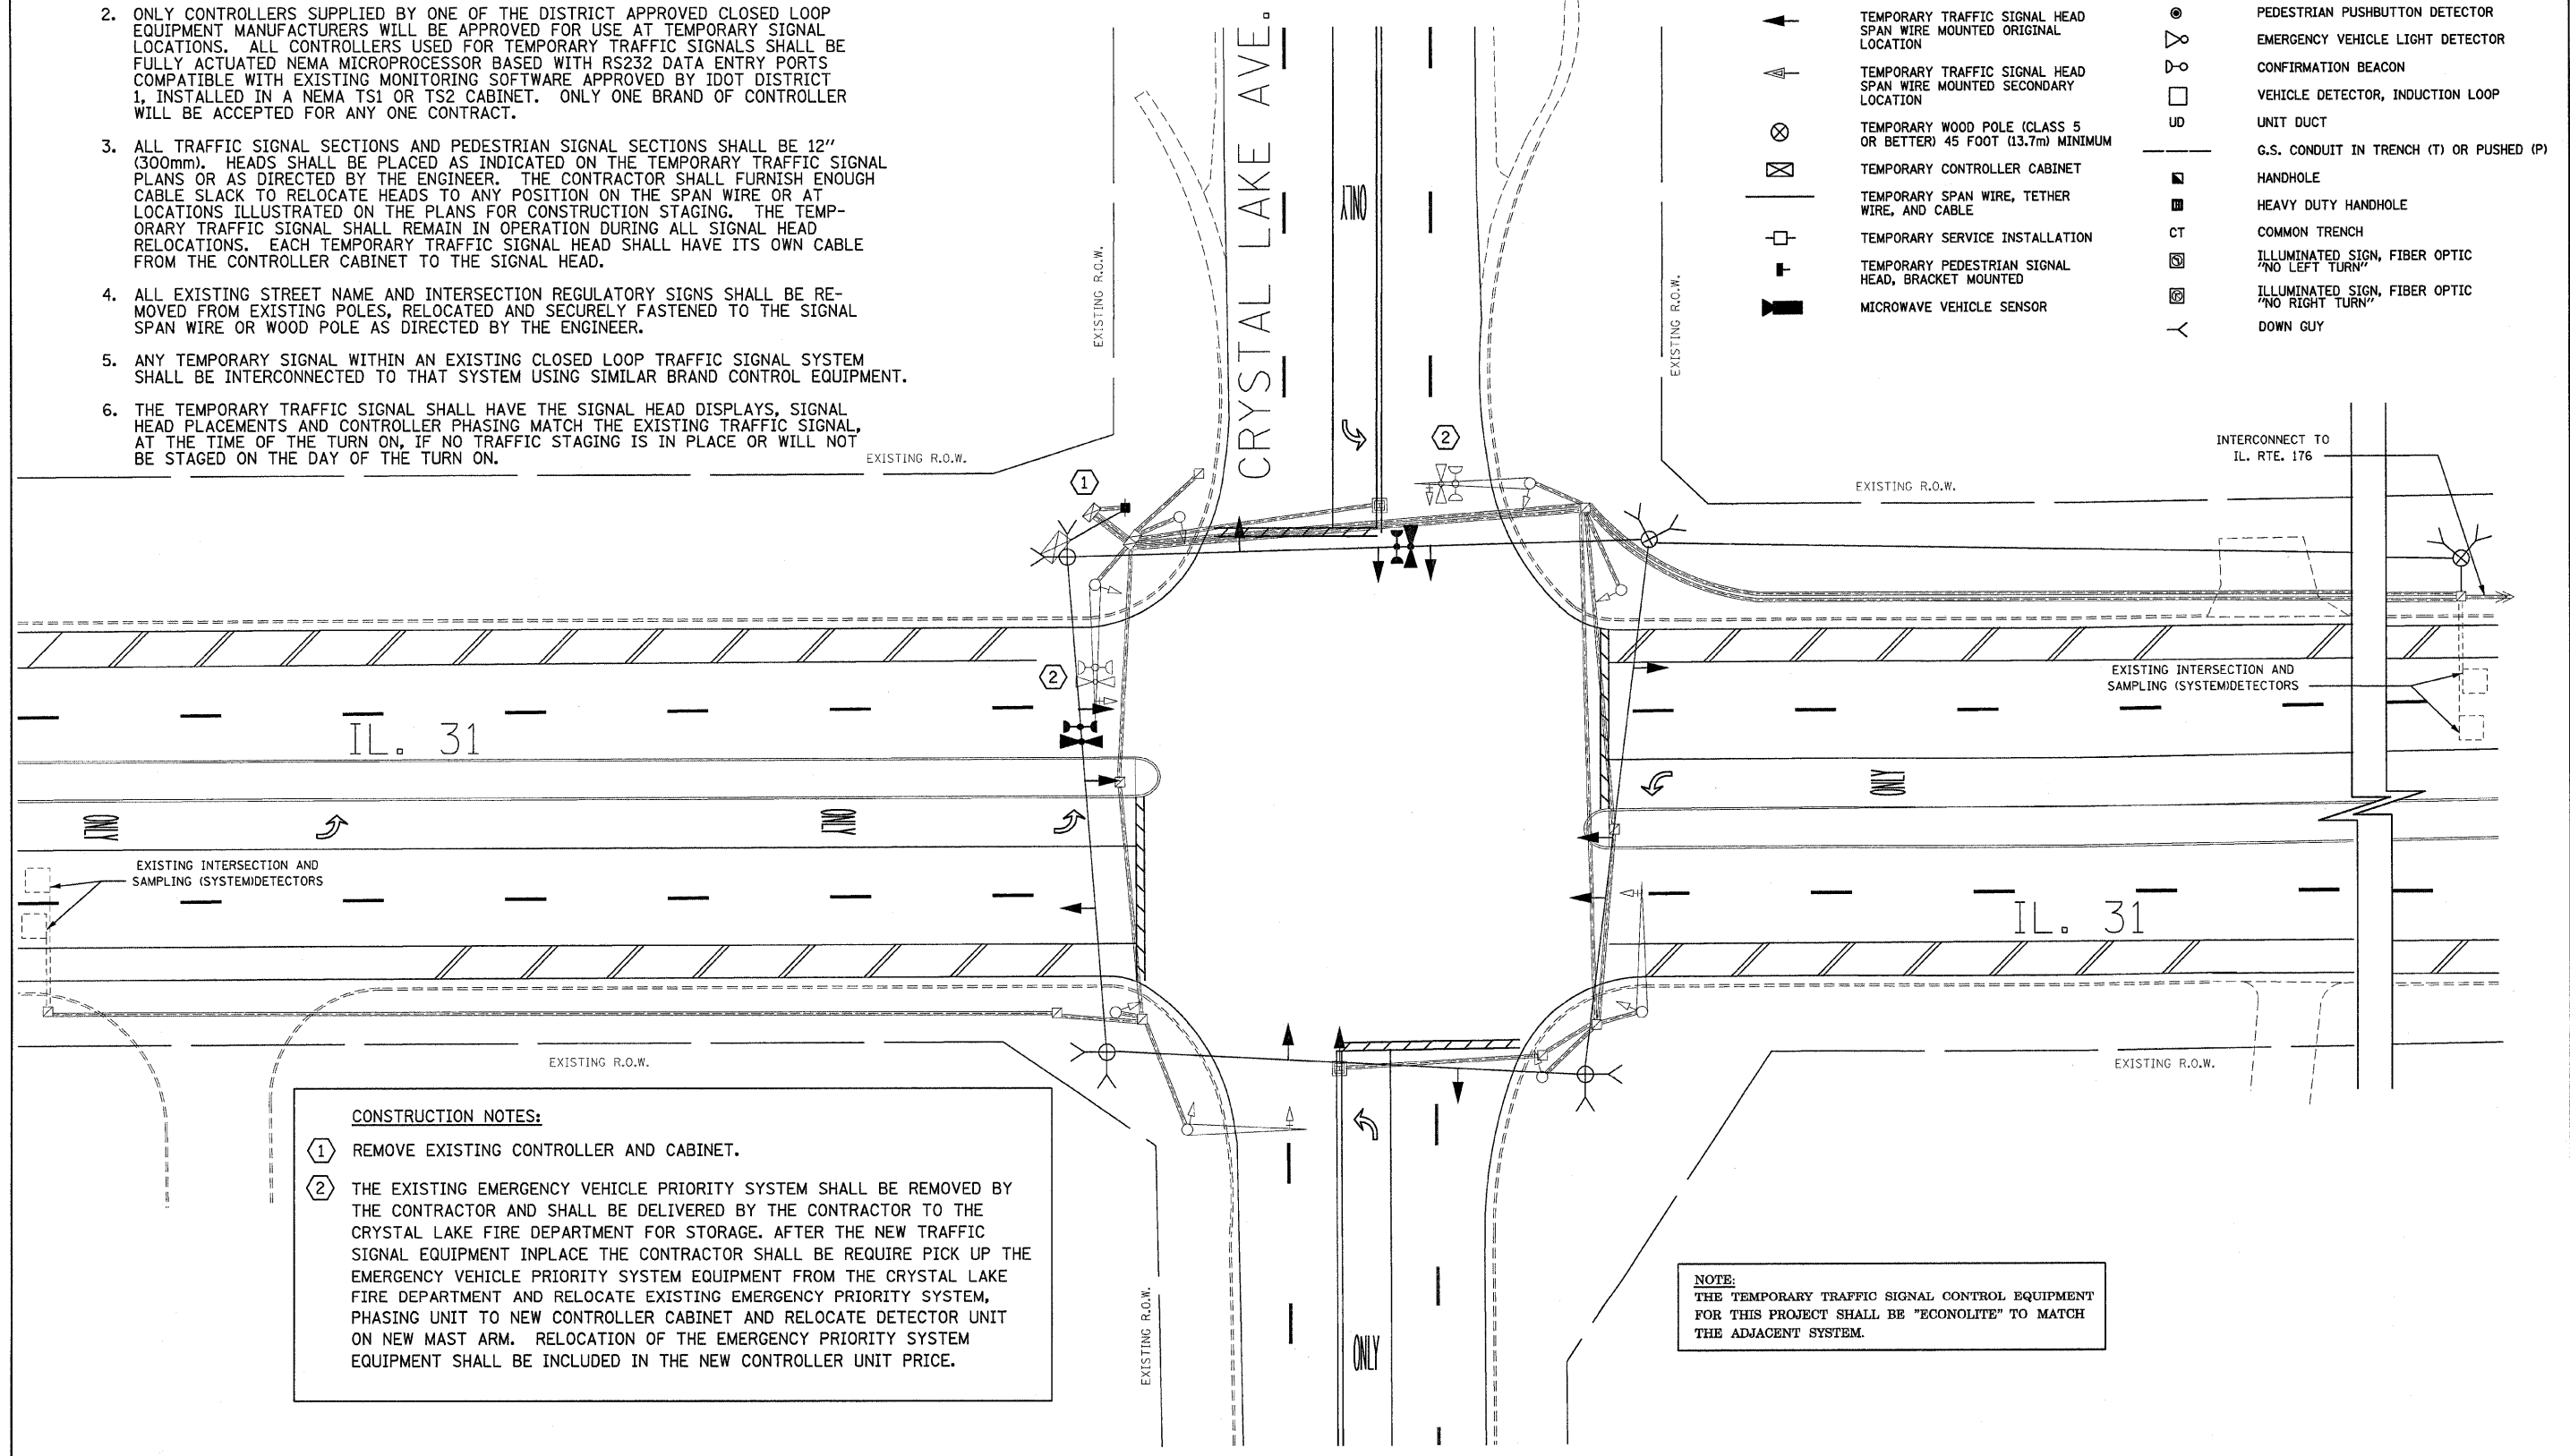 2. ONLY CONTROLLERS SUPPLIED BY ONE OF THE DISTRICT APPROVED CLOSED LOOP
EQUIPMENT MANUFACTURERS WILL BE APPROVED FOR USE AT TEMPORARY SIGNAL
LOCATIONS. ALL CONTROLLERS USED FOR TEMPORARY TRAFFIC SIGNALS SHALL BE
FULLY ACTUATED NEMA MICROPROCESSOR BASED WITH RS232 DATA ENTRY PORTS
COMPATIBLE WITH EXISTING MONITORING SOFTWARE APPROVED BY IDOT DISTRICT
1, INSTALLED IN A NEMA TS1 OR TS2 CABINET. ONLY ONE BRAND OF CONTROLLER
WILL BE ACCEPTED FOR ANY ONE CONTRACT.
3. ALL TRAFFIC SIGNAL SECTIONS AND PEDESTRIAN SIGNAL SECTIONS SHALL BE 12"
(300mm). HEADS SHALL BE PLACED AS INDICATED ON THE TEMPORARY TRAFFIC SIGNAL
PLANS OR AS DIRECTED BY THE ENGINEER. THE CONTRACTOR SHALL FURNISH ENOUGH
CABLE SLACK TO RELOCATE HEADS TO ANY POSITION ON THE SPAN WIRE OR AT
LOCATIONS ILLUSTRATED ON THE PLANS FOR CONSTRUCTION STAGING. THE TEMP-
ORARY TRAFFIC SIGNAL SHALL REMAIN IN OPERATION DURING ALL SIGNAL HEAD
RELOCATIONS. EACH TEMPORARY TRAFFIC SIGNAL HEAD SHALL HAVE ITS OWN CABLE
FROM THE CONTROLLER CABINET TO THE SIGNAL HEAD.
4. ALL EXISTING STREET NAME AND INTERSECTION REGULATORY SIGNS SHALL BE RE-
MOVED FROM EXISTING POLES, RELOCATED AND SECURELY FASTENED TO THE SIGNAL
SPAN WIRE OR WOOD POLE AS DIRECTED BY THE ENGINEER.
5. ANY TEMPORARY SIGNAL WITHIN AN EXISTING CLOSED LOOP TRAFFIC SIGNAL SYSTEM
SHALL BE INTERCONNECTED TO THAT SYSTEM USING SIMILAR BRAND CONTROL EQUIPMENT.
6. THE TEMPORARY TRAFFIC SIGNAL SHALL HAVE THE SIGNAL HEAD DISPLAYS, SIGNAL
HEAD PLACEMENTS AND CONTROLLER PHASING MATCH THE EXISTING TRAFFIC SIGNAL,
AT THE TIME OF THE TURN ON, IF NO TRAFFIC STAGING IS IN PLACE OR WILL NOT
BE STAGED ON THE DAY OF THE TURN ON.
TEMPORARY TRAFFIC SIGNAL HEAD
SPAN WIRE MOUNTED ORIGINAL
LOCATION
TEMPORARY TRAFFIC SIGNAL HEAD
SPAN WIRE MOUNTED SECONDARY
LOCATION
TEMPORARY WOOD POLE (CLASS 5
OR BETTER) 45 FOOT (13.7m) MINIMUM
TEMPORARY CONTROLLER CABINET
TEMPORARY SPAN WIRE, TETHER
WIRE, AND CABLE
TEMPORARY SERVICE INSTALLATION
TEMPORARY PEDESTRIAN SIGNAL
HEAD, BRACKET MOUNTED
MICROWAVE VEHICLE SENSOR
PEDESTRIAN PUSHBUTTON DETECTOR
EMERGENCY VEHICLE LIGHT DETECTOR
CONFIRMATION BEACON
VEHICLE DETECTOR, INDUCTION LOOP
UD UNIT DUCT
G.S. CONDUIT IN TRENCH (T) OR PUSHED (P)
HANDHOLE
H HEAVY DUTY HANDHOLE
CT COMMON TRENCH
ILLUMINATED SIGN, FIBER OPTIC
"NO LEFT TURN"
ILLUMINATED SIGN, FIBER OPTIC
"NO RIGHT TURN"
DOWN GUY
CRYSTAL LAKE AVE.
ONLY
EXISTING R.O.W.
EXISTING R.O.W.
EXISTING R.O.W.
EXISTING R.O.W.
INTERCONNECT TO
IL. RTE. 176
1
2
2
EXISTING INTERSECTION AND
SAMPLING (SYSTEM)DETECTORS
IL. 31
ONLY
ONLY
ONLY
EXISTING INTERSECTION AND
SAMPLING (SYSTEM)DETECTORS
IL. 31
EXISTING R.O.W.
EXISTING R.O.W.
EXISTING R.O.W.
ONLY
CONSTRUCTION NOTES:
1 REMOVE EXISTING CONTROLLER AND CABINET.
2 THE EXISTING EMERGENCY VEHICLE PRIORITY SYSTEM SHALL BE REMOVED BY
THE CONTRACTOR AND SHALL BE DELIVERED BY THE CONTRACTOR TO THE
CRYSTAL LAKE FIRE DEPARTMENT FOR STORAGE. AFTER THE NEW TRAFFIC
SIGNAL EQUIPMENT INPLACE THE CONTRACTOR SHALL BE REQUIRE PICK UP THE
EMERGENCY VEHICLE PRIORITY SYSTEM EQUIPMENT FROM THE CRYSTAL LAKE
FIRE DEPARTMENT AND RELOCATE EXISTING EMERGENCY PRIORITY SYSTEM,
PHASING UNIT TO NEW CONTROLLER CABINET AND RELOCATE DETECTOR UNIT
ON NEW MAST ARM. RELOCATION OF THE EMERGENCY PRIORITY SYSTEM
EQUIPMENT SHALL BE INCLUDED IN THE NEW CONTROLLER UNIT PRICE.
NOTE:
THE TEMPORARY TRAFFIC SIGNAL CONTROL EQUIPMENT
FOR THIS PROJECT SHALL BE "ECONOLITE" TO MATCH
THE ADJACENT SYSTEM.